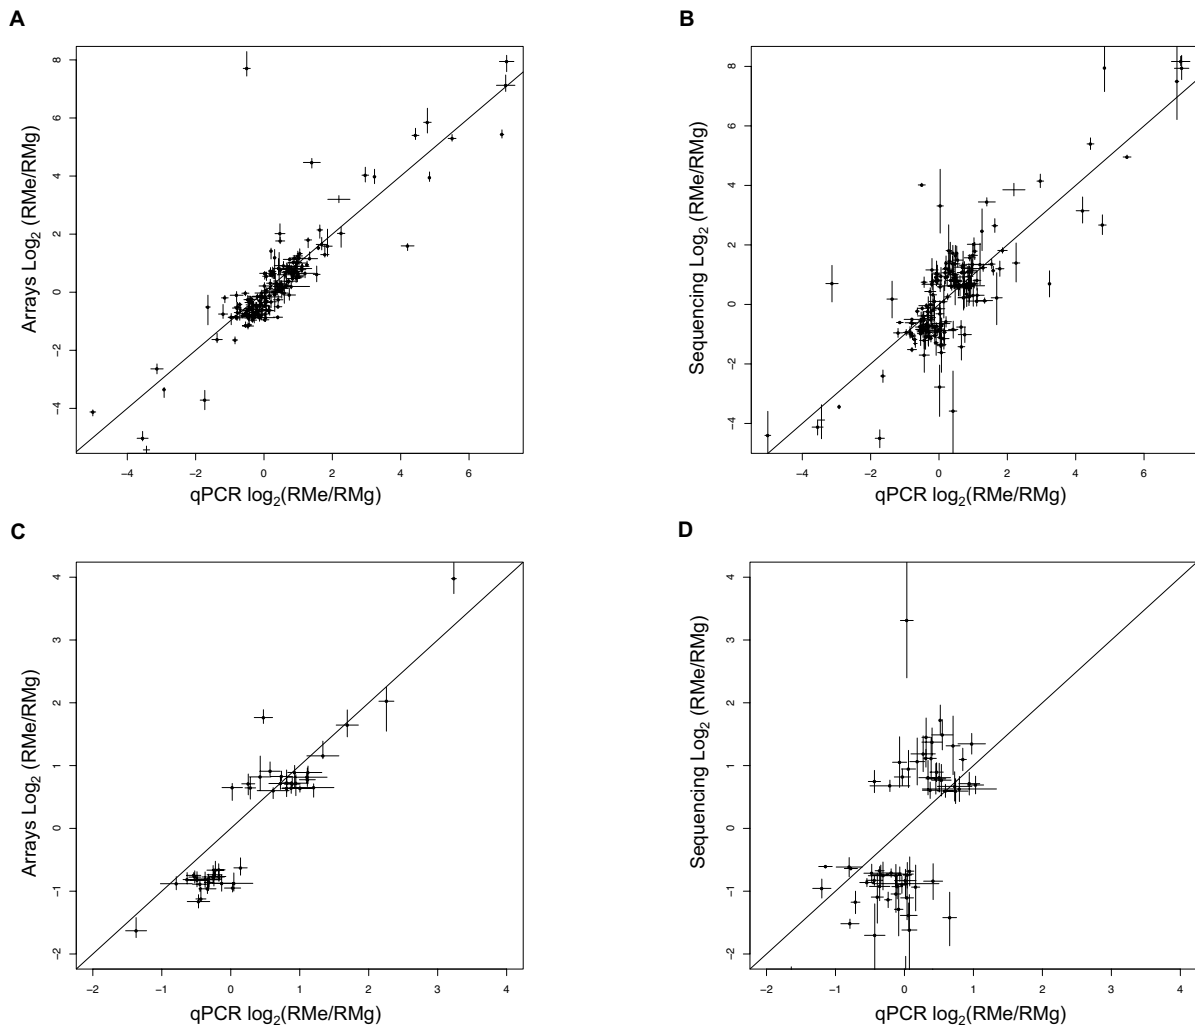 A
B
8
6
4
2
0
−2
−4
Arrays Log2 (RMe/RMg)
−4 −2 0 2 4 6
qPCR log2(RMe/RMg)
8
6
4
2
0
−2
−4
Sequencing Log2 (RMe/RMg)
−4 −2 0 2 4 6
qPCR log2(RMe/RMg)
C
D
4
3
2
1
0
−1
−2
Arrays Log2 (RMe/RMg)
−2 −1 0 1 2 3 4
qPCR log2(RMe/RMg)
4
3
2
1
0
−1
−2
Sequencing Log2 (RMe/RMg)
−2 −1 0 1 2 3 4
qPCR log2(RMe/RMg)